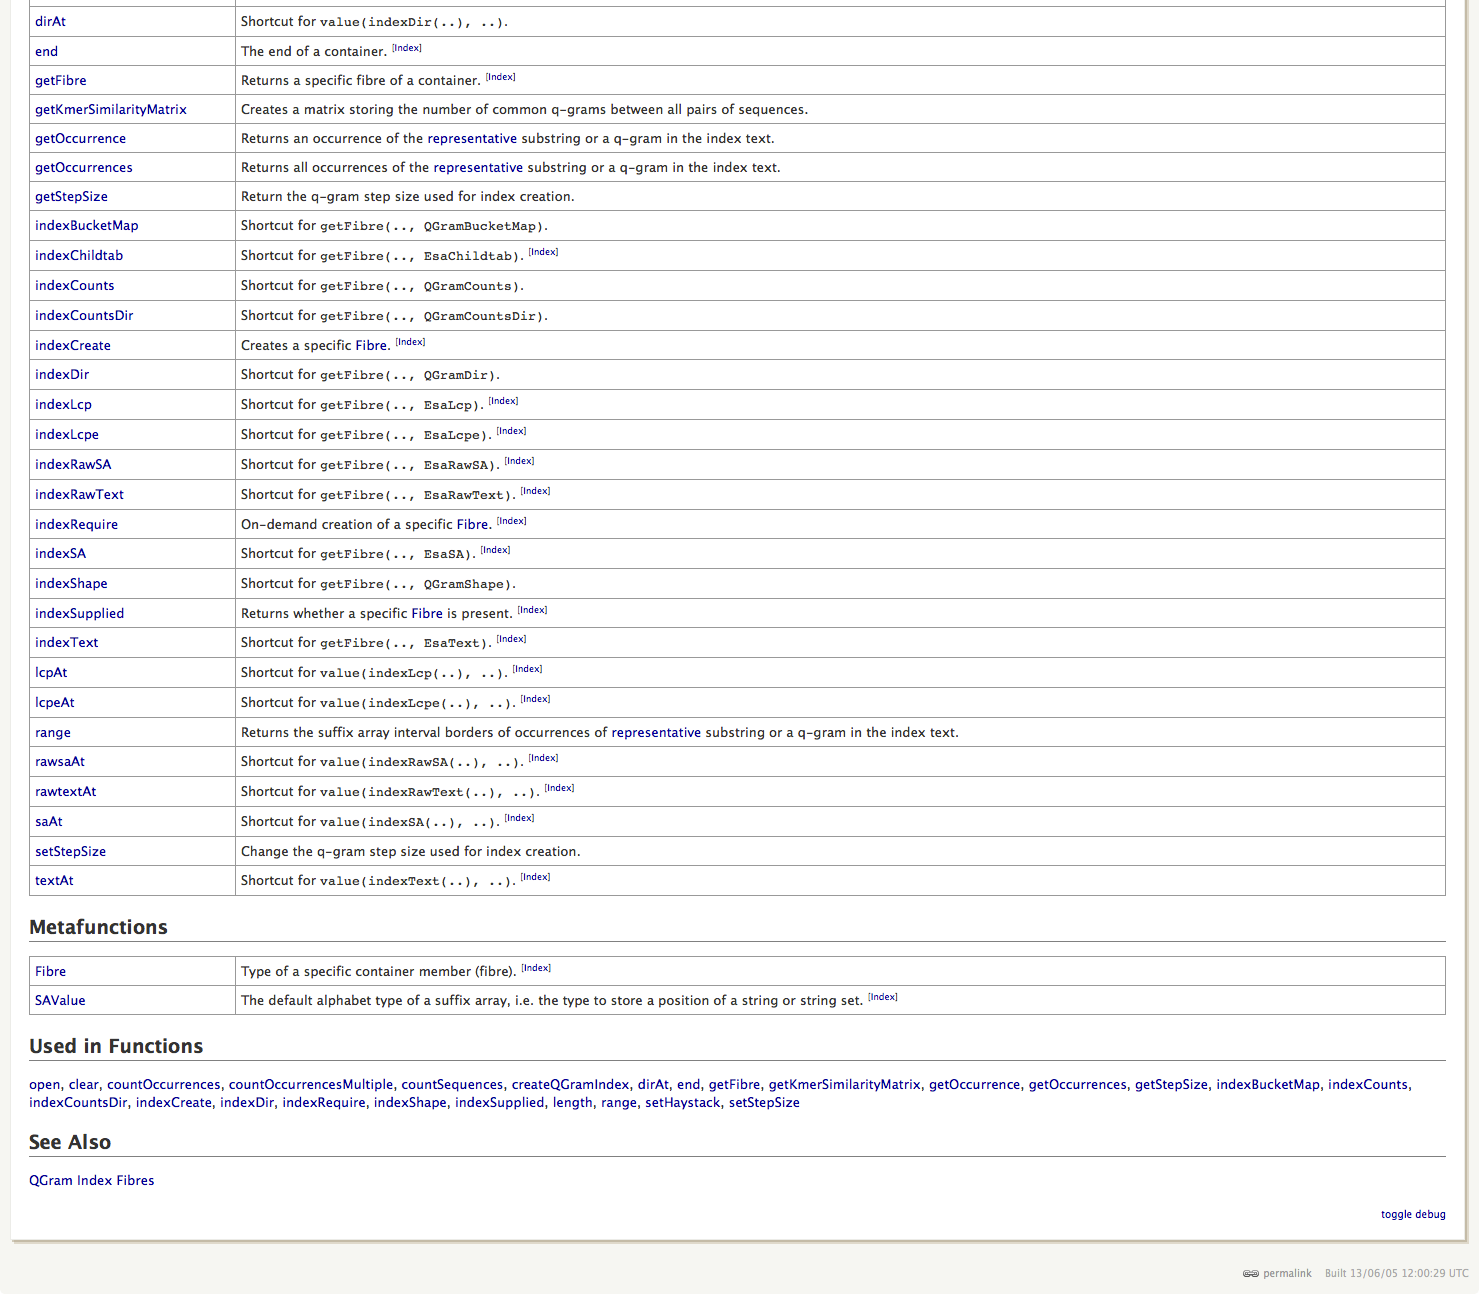 dirAt Shortcut for value(indexDir(..), ..).
end The end of a container. [Index]
getFibre Returns a specific fibre of a container. [Index]
getKmerSimilarityMatrix Creates a matrix storing the number of common q-grams between all pairs of sequences.
getOccurrence Returns an occurrence of the representative substring or a q-gram in the index text.
getOccurrences Returns all occurrences of the representative substring or a q-gram in the index text.
getStepSize Return the q-gram step size used for index creation.
indexBucketMap Shortcut for getFibre(.., QGramBucketMap).
indexChildtab Shortcut for getFibre(.., EsaChildtab). [Index]
indexCounts Shortcut for getFibre(.., QGramCounts).
indexCountsDir Shortcut for getFibre(.., QGramCountsDir).
indexCreate Creates a specific Fibre. [Index]
indexDir Shortcut for getFibre(.., QGramDir).
indexLcp Shortcut for getFibre(.., EsaLcp). [Index]
indexLcpe Shortcut for getFibre(.., EsaLcpe). [Index]
indexRawSA Shortcut for getFibre(.., EsaRawSA). [Index]
indexRawText Shortcut for getFibre(.., EsaRawText). [Index]
indexRequire On-demand creation of a specific Fibre. [Index]
indexSA Shortcut for getFibre(.., EsaSA). [Index]
indexShape Shortcut for getFibre(.., QGramShape).
indexSupplied Returns whether a specific Fibre is present. [Index]
indexText Shortcut for getFibre(.., EsaText). [Index]
lcpAt Shortcut for value(indexLcp(..), ..). [Index]
lcpeAt Shortcut for value(indexLcpe(..), ..). [Index]
range Returns the suffix array interval borders of occurrences of representative substring or a q-gram in the index text.
rawsaAt Shortcut for value(indexRawSA(..), ..). [Index]
rawtextAt Shortcut for value(indexRawText(..), ..). [Index]
saAt Shortcut for value(indexSA(..), ..). [Index]
setStepSize Change the q-gram step size used for index creation.
textAt Shortcut for value(indexText(..), ..). [Index]
Metafunctions
Fibre Type of a specific container member (fibre). [Index]
SAValue The default alphabet type of a suffix array, i.e. the type to store a position of a string or string set. [Index]
Used in Functions
open, clear, countOccurrences, countOccurrencesMultiple, countSequences, createQGramIndex, dirAt, end, getFibre, getKmerSimilarityMatrix, getOccurrence, getOccurrences, getStepSize, indexBucketMap, indexCounts,
indexCountsDir, indexCreate, indexDir, indexRequire, indexShape, indexSupplied, length, range, setHaystack, setStepSize
See Also
QGram Index Fibres
toggle debug
permalink Built 13/06/05 12:00:29 UTC